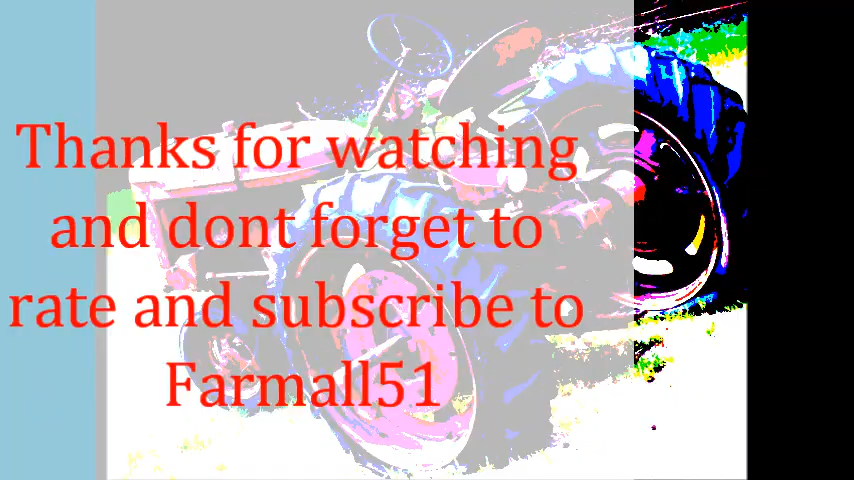 Thanks for watching
and dont forget to
rate and subscribe to
Farmall51